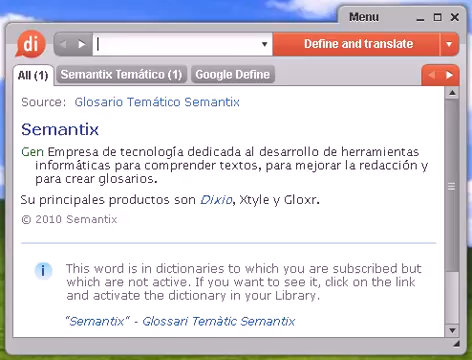 Menu
di
Define and translate
All (1)
Semantix Temático (1)
Google Define
Source: Glosario Temático Semantix
Semantix
Gen Empresa de tecnología dedicada al desarrollo de herramientas
informáticas para comprender textos, para mejorar la redacción y
para crear glosarios.
Su principales productos son Dixio, Xtyle y Gloxr.
© 2010 Semantix
i
This word is in dictionaries to which you are subscribed but
which are not active. If you want to see it, click on the link
and activate the dictionary in your Library.
"Semantix" - Glossari Temàtic Semantix